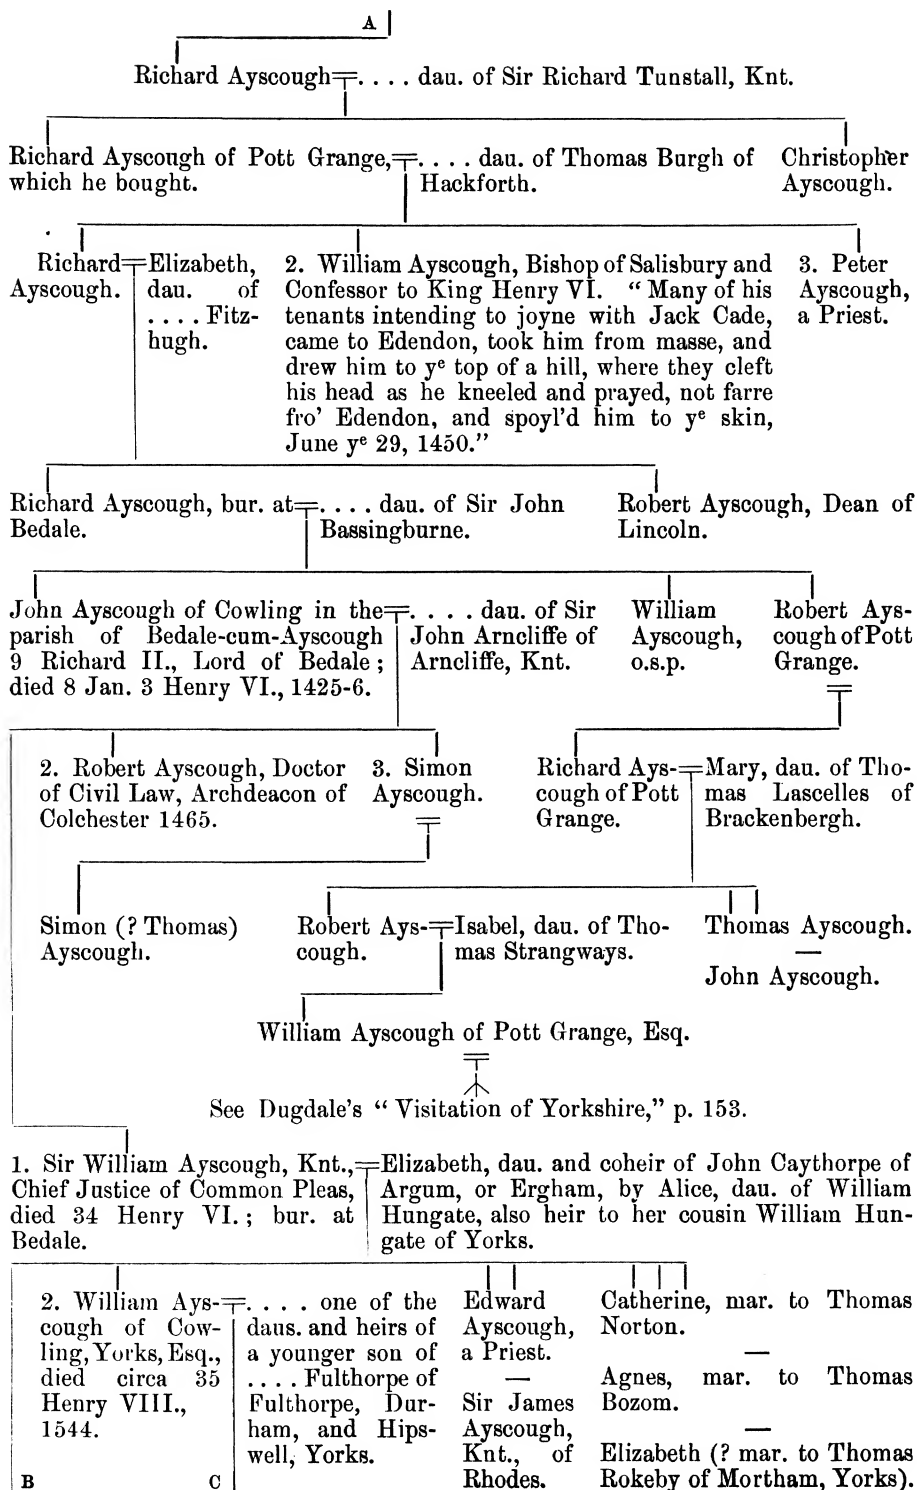 A
Richard Ayscough=. . . . dau. of Sir Richard Tunstall, Knt.
Richard Ayscough of Pott Grange,=. . . . dau. of Thomas Burgh of
which he bought.
Hackforth.
Christopher
Ayscough.
Richard=
Ayscough.
Elizabeth,
dau. of
. . . . Fitz-
hugh.
2. William Ayscough, Bishop of Salisbury and
Confessor to King Henry VI. “ Many of his
tenants intending to joyne with Jack Cade,
came to Edendon, took him from masse, and
drew him to yᵉ top of a hill, where they cleft
his head as he kneeled and prayed, not farre
fro’ Edendon, and spoyl’d him to yᵉ skin,
June yᵉ 29, 1450.”
3. Peter
Ayscough,
a Priest.
Richard Ayscough, bur. at=. . . . dau. of Sir John
Bedale.
Bassingburne.
Robert Ayscough, Dean of
Lincoln.
John Ayscough of Cowling in the=
parish of Bedale-cum-Ayscough
9 Richard II., Lord of Bedale ;
died 8 Jan. 3 Henry VI., 1425-6.
. . . . dau. of Sir
John Arncliffe of
Arncliffe, Knt.
William
Ayscough,
o.s.p.
Robert Ays-
cough of Pott
Grange.
2. Robert Ayscough, Doctor
of Civil Law, Archdeacon of
Colchester 1465.
3. Simon
Ayscough.
Richard Ays-=
cough of Pott
Grange.
Mary, dau. of Tho-
mas Lascelles of
Brackenbergh.
Simon (? Thomas)
Ayscough.
Robert Ays-=
cough.
Isabel, dau. of Tho-
mas Strangways.
Thomas Ayscough.
—
John Ayscough.
William Ayscough of Pott Grange, Esq.
See Dugdale’s “ Visitation of Yorkshire,” p. 153.
1. Sir William Ayscough, Knt.,=
Chief Justice of Common Pleas,
died 34 Henry VI. ; bur. at
Bedale.
Elizabeth, dau. and coheir of John Caythorpe of
Argum, or Ergham, by Alice, dau. of William
Hungate, also heir to her cousin William Hun-
gate of Yorks.
2. William Ays-=
cough of Cow-
ling, Yorks, Esq.,
died circa 35
Henry VIII.,
1544.
. . . . one of the
daus. and heirs of
a younger son of
. . . . Fulthorpe of
Fulthorpe, Dur-
ham, and Hips-
well, Yorks.
Edward
Ayscough,
a Priest.
—
Sir James
Ayscough,
Knt., of
Rhodes.
Catherine, mar. to Thomas
Norton.
—
Agnes, mar. to Thomas
Bozom.
—
Elizabeth (? mar. to Thomas
Rokeby of Mortham, Yorks).
B C